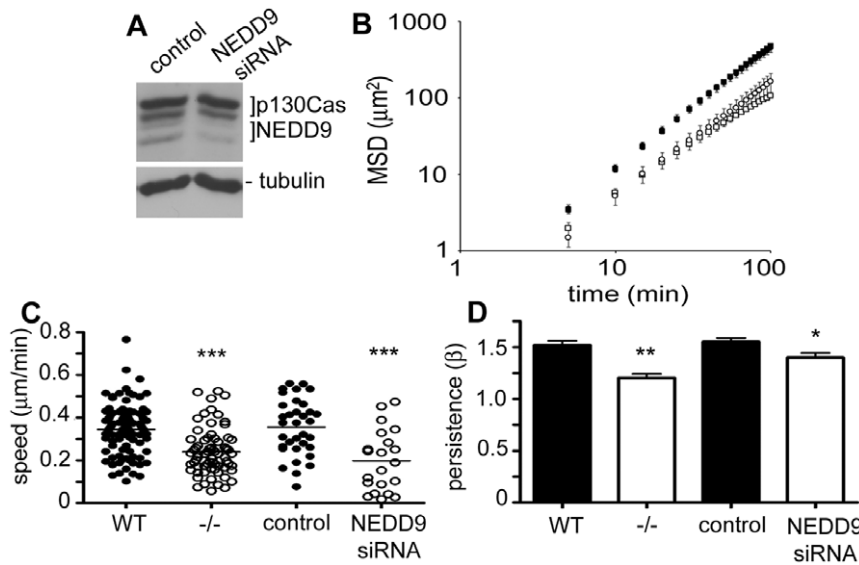 A
control
NEDD9
siRNA
]p130Cas
]NEDD9
- tubulin
B
MSD (μm²)
1000
100
10
1
1 10 100
time (min)
C
speed (μm/min)
0.8
0.6
0.4
0.2
0
*** ***
WT -/- control NEDD9
siRNA
D
persistence (β)
1.5
1.0
0.5
0.0
** *
WT -/- control NEDD9
siRNA